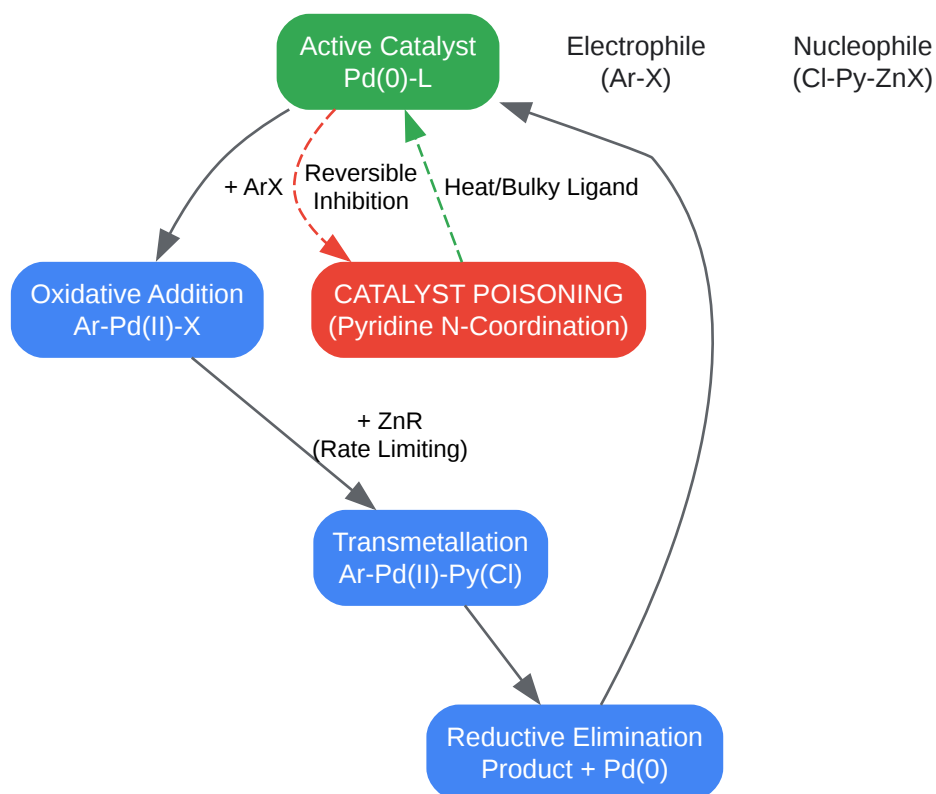 Active Catalyst
Pd(0)-L
Electrophile
(Ar-X)
Nucleophile
(Cl-Py-ZnX)
+ ArX
Reversible
Inhibition
Heat/Bulky Ligand
Oxidative Addition
Ar-Pd(II)-X
CATALYST POISONING
(Pyridine N-Coordination)
+ ZnR
(Rate Limiting)
Transmetallation
Ar-Pd(II)-Py(Cl)
Reductive Elimination
Product + Pd(0)